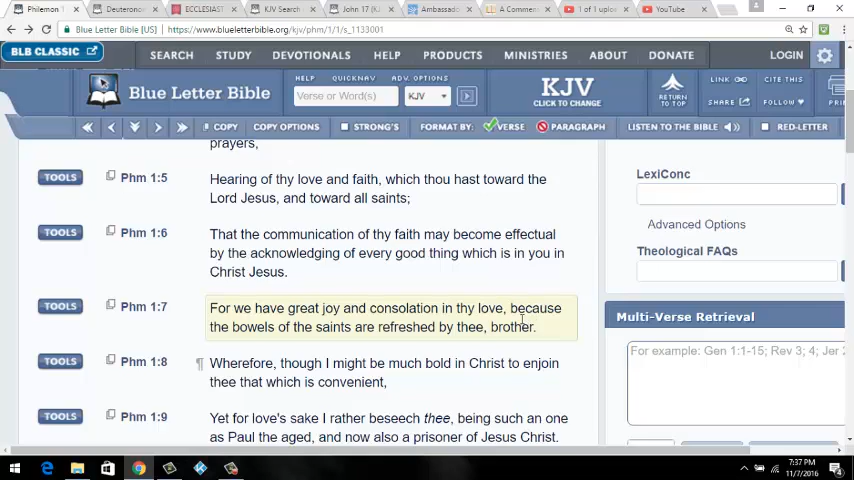 Philemon 1
Deuteronc
ECCLESIAST
KJV Search
John 17 (KJ
Ambassado
A Commen
1 of 1 uploa
YouTube
Blue Letter Bible [US]
https://www.blueletterbible.org/kjv/phm/1/1/s_1133001
BLB CLASSIC
SEARCH STUDY DEVOTIONALS HELP PRODUCTS MINISTRIES ABOUT DONATE LOGIN
Blue Letter Bible
HELP QUICKNAV ADV. OPTIONS
Verse or Word(s)
KJV
KJV
CLICK TO CHANGE
RETURN
TO TOP
LINK
CITE THIS
SHARE
FOLLOW
PRI
COPY COPY OPTIONS STRONG'S FORMAT BY: VERSE PARAGRAPH LISTEN TO THE BIBLE RED-LETTER
prayers,
TOOLS Phm 1:5 Hearing of thy love and faith, which thou hast toward the
Lord Jesus, and toward all saints;
TOOLS Phm 1:6 That the communication of thy faith may become effectual
by the acknowledging of every good thing which is in you in
Christ Jesus.
TOOLS Phm 1:7 For we have great joy and consolation in thy love, because
the bowels of the saints are refreshed by thee, brother.
TOOLS Phm 1:8 ¶ Wherefore, though I might be much bold in Christ to enjoin
thee that which is convenient,
TOOLS Phm 1:9 Yet for love's sake I rather beseech thee, being such an one
as Paul the aged, and now also a prisoner of Jesus Christ.
LexiConc
Advanced Options
Theological FAQs
Multi-Verse Retrieval
For example: Gen 1:1-15; Rev 3; 4; Jer 2
7:37 PM
11/7/2016
4